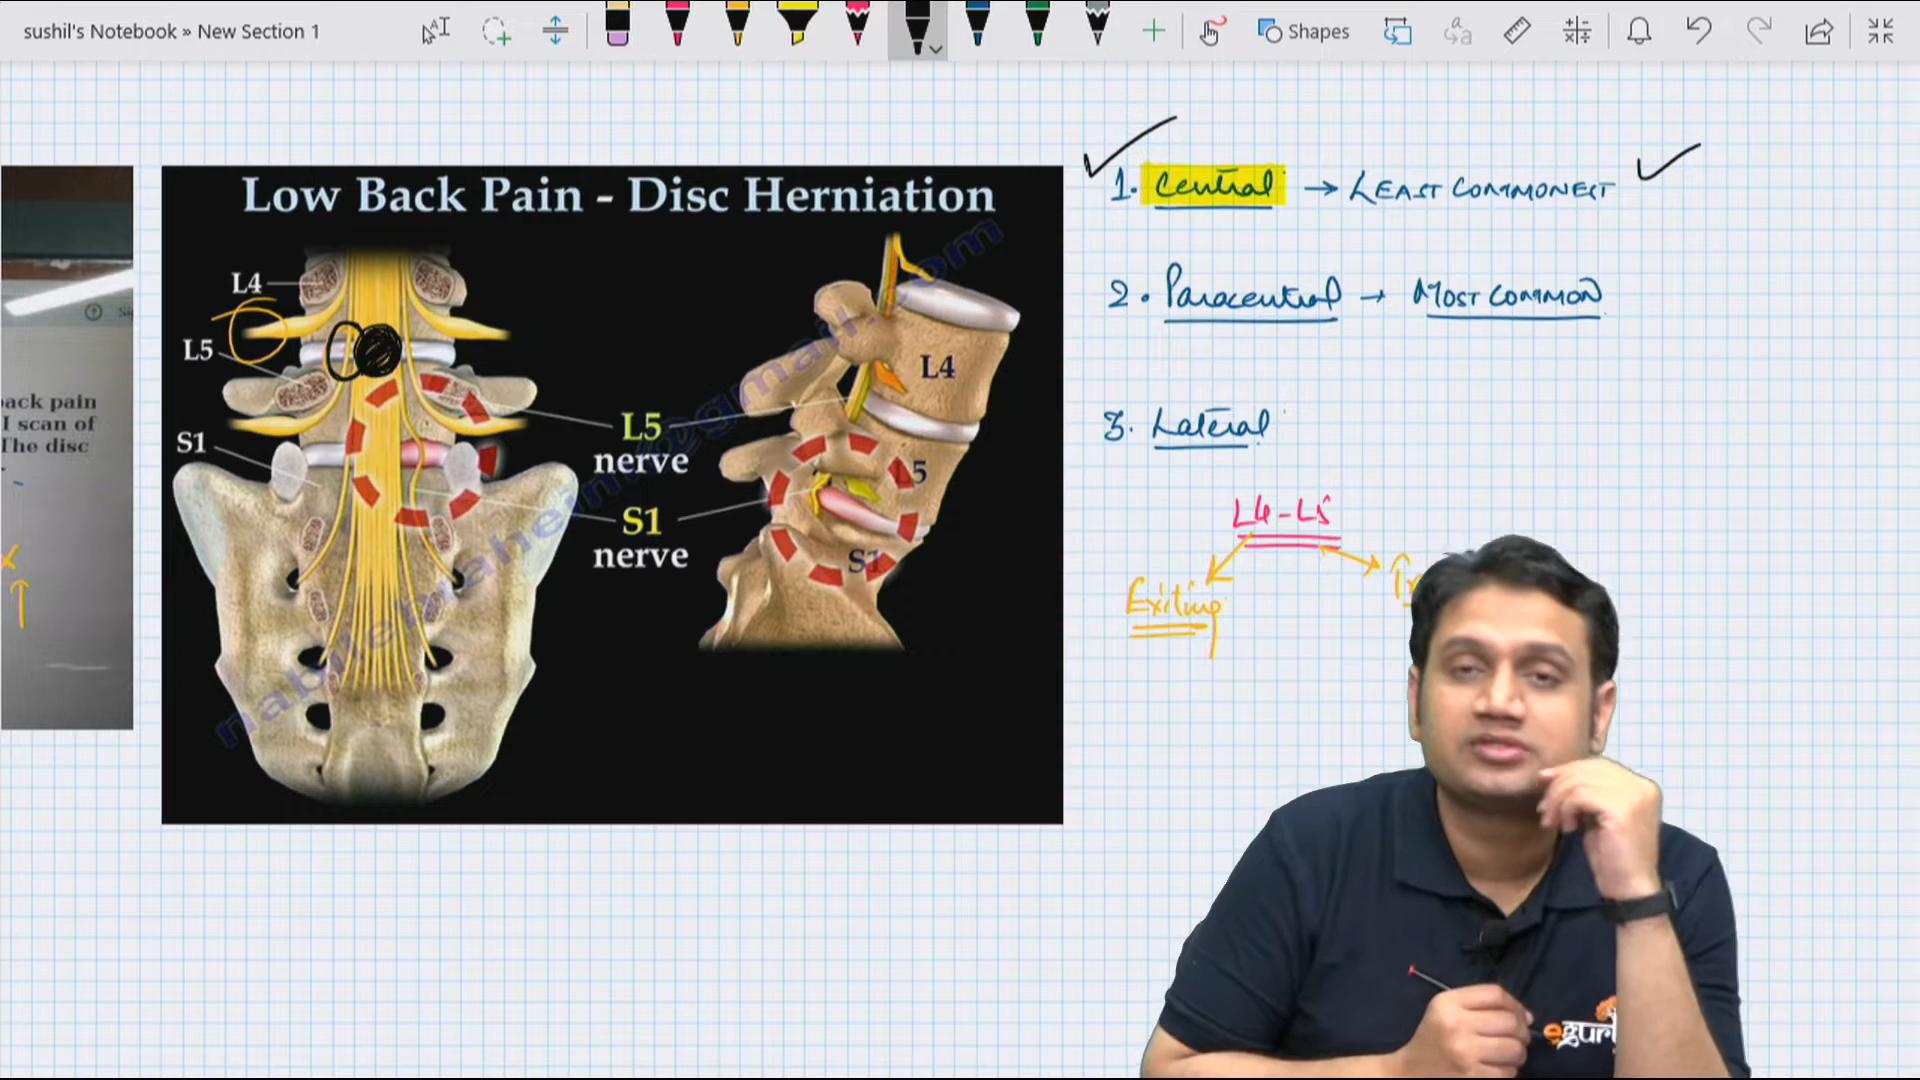 sushil's Notebook » New Section 1
Shapes
Low Back Pain - Disc Herniation
L4
L5
S1
L5
nerve
S1
nerve
L4
L5
S1
back pain
I scan of
The disc
1. Central → LEAST COMMONEST
2. Paracentral → MOST COMMON
3. Lateral
L4-L5
Exiting